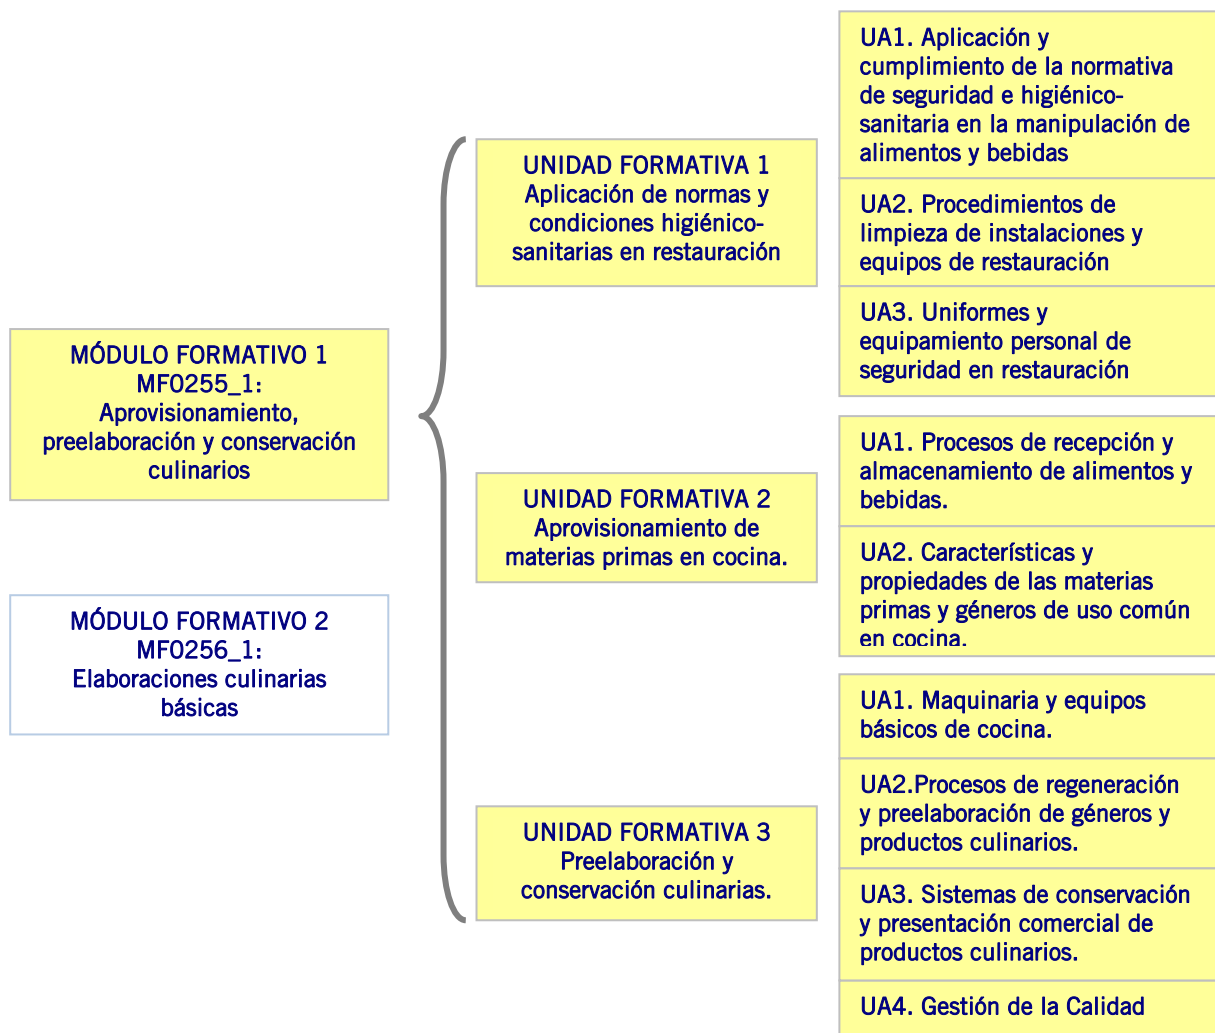 MÓDULO FORMATIVO 1
MF0255_1:
Aprovisionamiento,
preelaboración y conservación
culinarios
MÓDULO FORMATIVO 2
MF0256_1:
Elaboraciones culinarias
básicas
UNIDAD FORMATIVA 1
Aplicación de normas y
condiciones higiénico-
sanitarias en restauración
UNIDAD FORMATIVA 2
Aprovisionamiento de
materias primas en cocina.
UNIDAD FORMATIVA 3
Preelaboración y
conservación culinarias.
UA1. Aplicación y
cumplimiento de la normativa
de seguridad e higiénico-
sanitaria en la manipulación de
alimentos y bebidas
UA2. Procedimientos de
limpieza de instalaciones y
equipos de restauración
UA3. Uniformes y
equipamiento personal de
seguridad en restauración
UA1. Procesos de recepción y
almacenamiento de alimentos y
bebidas.
UA2. Características y
propiedades de las materias
primas y géneros de uso común
en cocina.
UA1. Maquinaria y equipos
básicos de cocina.
UA2.Procesos de regeneración
y preelaboración de géneros y
productos culinarios.
UA3. Sistemas de conservación
y presentación comercial de
productos culinarios.
UA4. Gestión de la Calidad